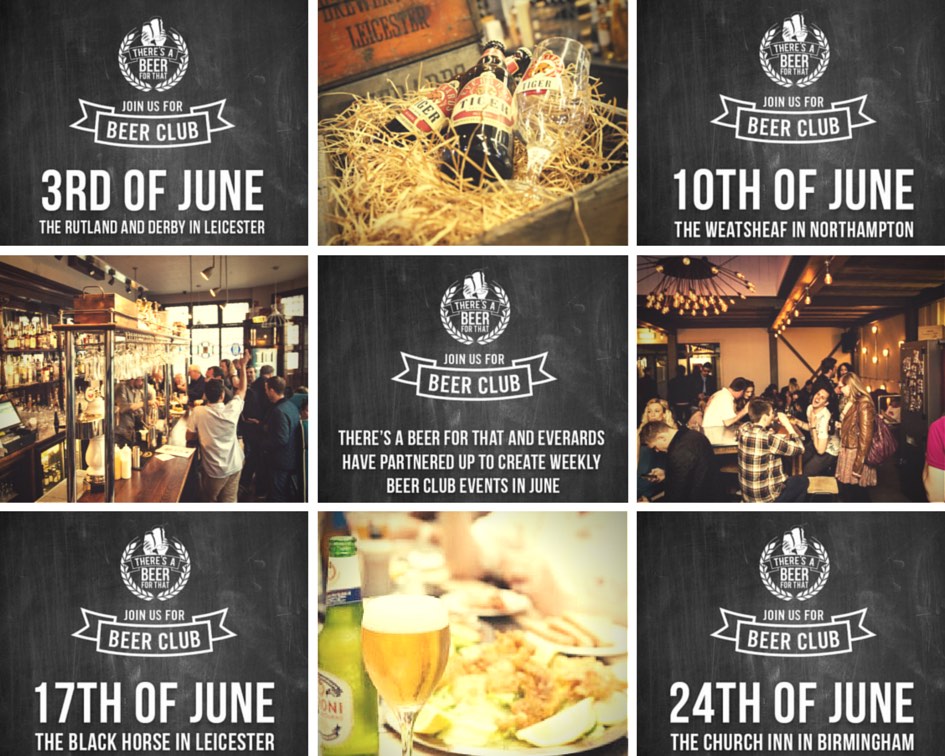 THERE'S A
BEER
FOR THAT
JOIN US FOR
BEER CLUB
3RD OF JUNE
THE RUTLAND AND DERBY IN LEICESTER
LEICESTER
TIGER
TIGER
TIGER
THERE'S A
BEER
FOR THAT
JOIN US FOR
BEER CLUB
10TH OF JUNE
THE WEATSHEAF IN NORTHAMPTON
THERE'S A
BEER
FOR THAT
JOIN US FOR
BEER CLUB
THERE'S A BEER FOR THAT AND EVERARDS
HAVE PARTNERED UP TO CREATE WEEKLY
BEER CLUB EVENTS IN JUNE
THERE'S A
BEER
FOR THAT
JOIN US FOR
BEER CLUB
17TH OF JUNE
THE BLACK HORSE IN LEICESTER
THERE'S A
BEER
FOR THAT
JOIN US FOR
BEER CLUB
24TH OF JUNE
THE CHURCH INN IN BIRMINGHAM